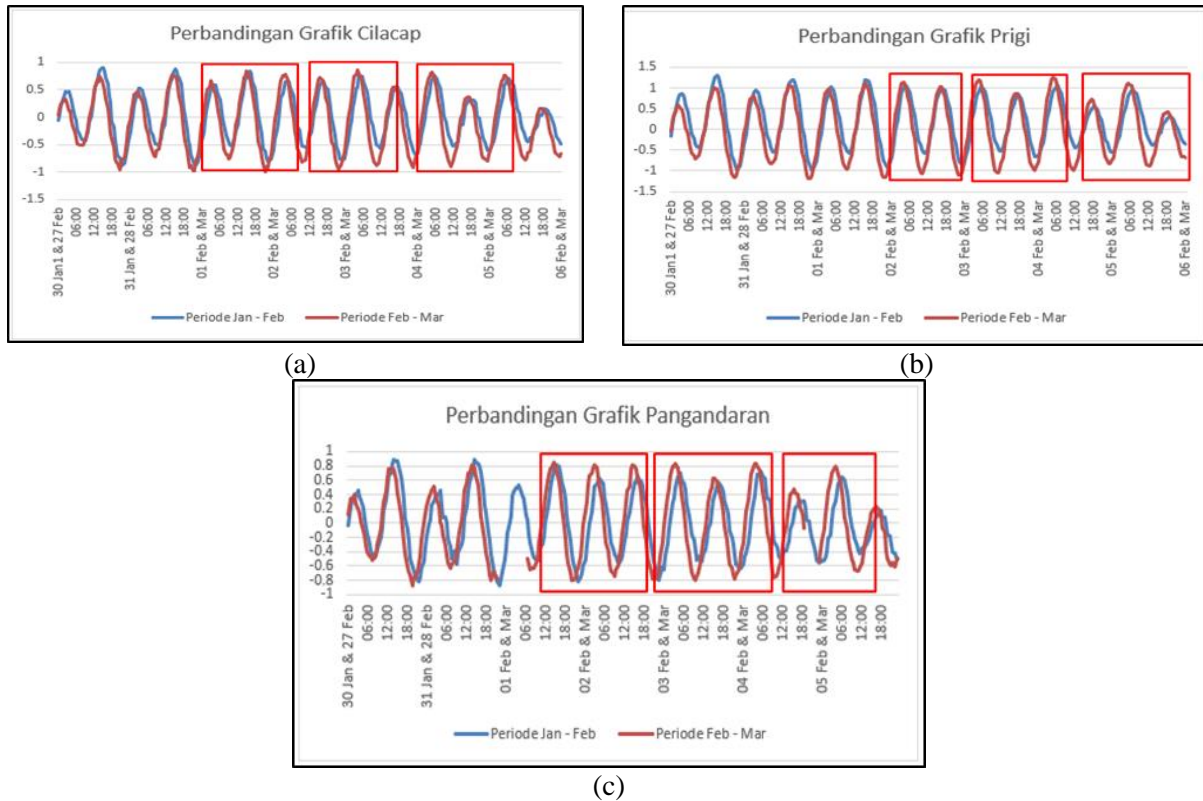 Perbandingan Grafik Cilacap
1
0.5
0
-0.5
-1
-1.5
30 Jan1 & 27 Feb
06:00
12:00
18:00
31 Jan & 28 Feb
06:00
12:00
18:00
01 Feb & Mar
06:00
12:00
18:00
02 Feb & Mar
06:00
12:00
18:00
03 Feb & Mar
06:00
12:00
18:00
04 Feb & Mar
06:00
12:00
18:00
05 Feb & Mar
06:00
12:00
18:00
06 Feb & Mar
Periode Jan - Feb
Periode Feb - Mar
(a)
Perbandingan Grafik Prigi
1.5
1
0.5
0
-0.5
-1
-1.5
30 Jan1 & 27 Feb
06:00
12:00
18:00
31 Jan & 28 Feb
06:00
12:00
18:00
01 Feb & Mar
06:00
12:00
18:00
02 Feb & Mar
06:00
12:00
18:00
03 Feb & Mar
06:00
12:00
18:00
04 Feb & Mar
06:00
12:00
18:00
05 Feb & Mar
06:00
12:00
18:00
06 Feb & Mar
Periode Jan - Feb
Periode Feb - Mar
(b)
Perbandingan Grafik Pangandaran
1
0.8
0.6
0.4
0.2
0
-0.2
-0.4
-0.6
-0.8
-1
30 Jan & 27 Feb
06:00
12:00
18:00
31 Jan & 28 Feb
06:00
12:00
18:00
01 Feb & Mar
06:00
12:00
18:00
02 Feb & Mar
06:00
12:00
18:00
03 Feb & Mar
06:00
12:00
18:00
04 Feb & Mar
06:00
12:00
18:00
05 Feb & Mar
06:00
12:00
18:00
Periode Jan - Feb
Periode Feb - Mar
(c)